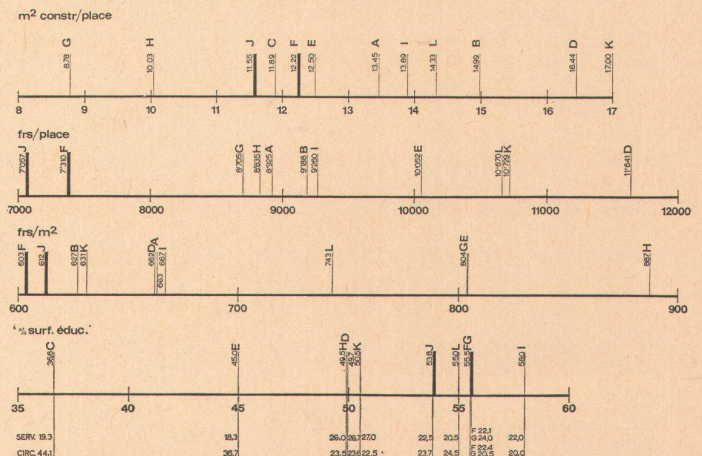 m² constr/place
G H J C F E A I L B D K
8.78 10.03 11.55 11.89 12.22 12.50 13.45 13.89 14.33 14.99 16.44 17.00
8 9 10 11 12 13 14 15 16 17
frs/place
J F G H A B I E L K D
7'057 7'310 8'705 8'835 8'925 9'188 9'260 10'052 10'670 10'729 11'641
7000 8000 9000 10000 11000 12000
frs/m2
F J B K D A I L G E H
603 612 627 631 662 663 667 743 804 887
600 700 800 900
'% surf. éduc.'
C E H D K J L F G I
36.6 45.0 49.5 49.7 50.5 53.8 55.0 55.5 58.0
35 40 45 50 55 60
SERV. 19.3 18,3 26.0 26,7 27.0 22,5 20.5 F 22,1 G 24,0 22,0
CIRC. 44,1 36,7 23.5 23.6 22.5 23.7 24.5 F 22.4 G 20.5 20.0